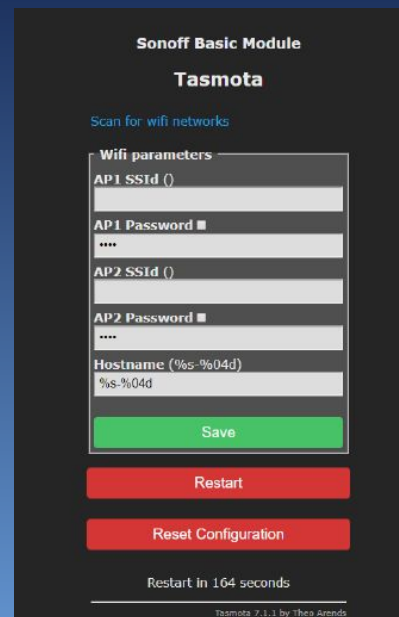 Sonoff Basic Module
Tasmota
Scan for wifi networks
Wifi parameters
AP1 SSId ()
AP1 Password
••••
AP2 SSId ()
AP2 Password
••••
Hostname (%s-%04d)
%s-%04d
Save
Restart
Reset Configuration
Restart in 164 seconds
Tasmota 7.1.1 by Theo Arends